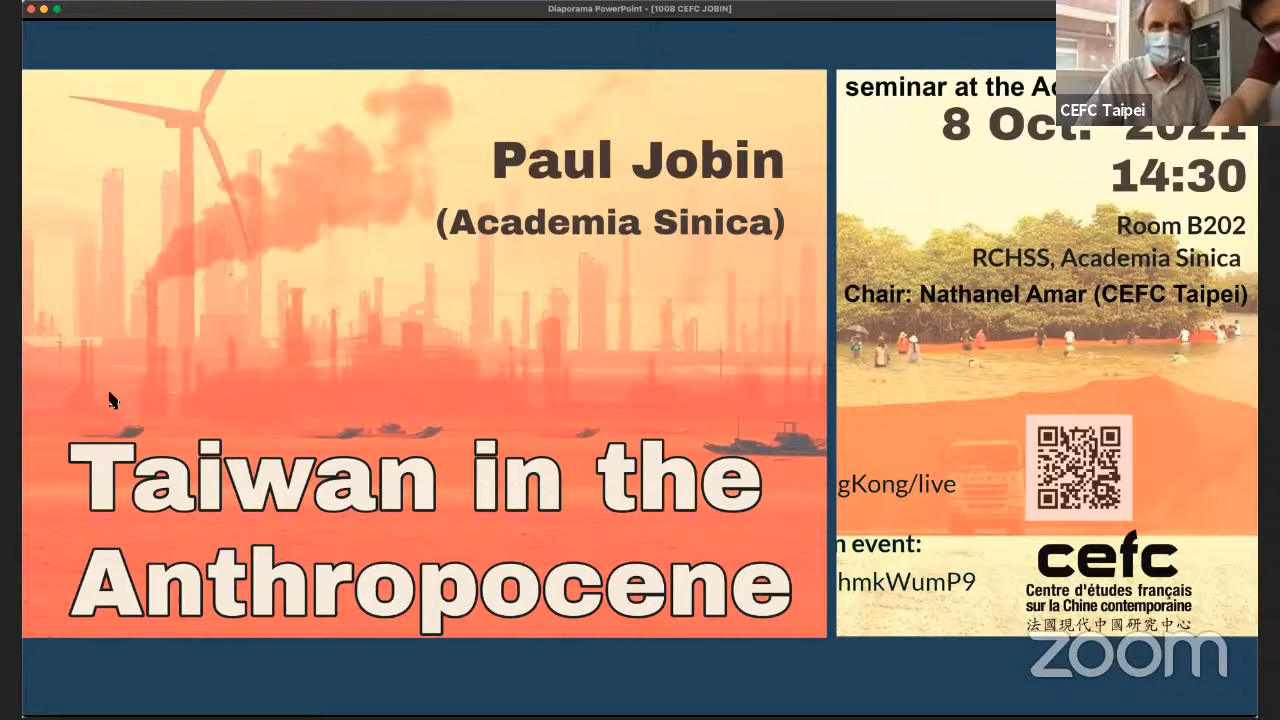 Diaporama PowerPoint - [1008 CEFC JOBIN]
Paul Jobin
(Academia Sinica)
Taiwan in the
Anthropocene
seminar at the
CEFC Taipei
8 Oct. 2021
14:30
Room B202
RCHSS, Academia Sinica
Chair: Nathanel Amar (CEFC Taipei)
gKong/live
event:
hmkWumP9
cefc
Centre d'études français
sur la Chine contemporaine
法國現代中國研究中心
zoom